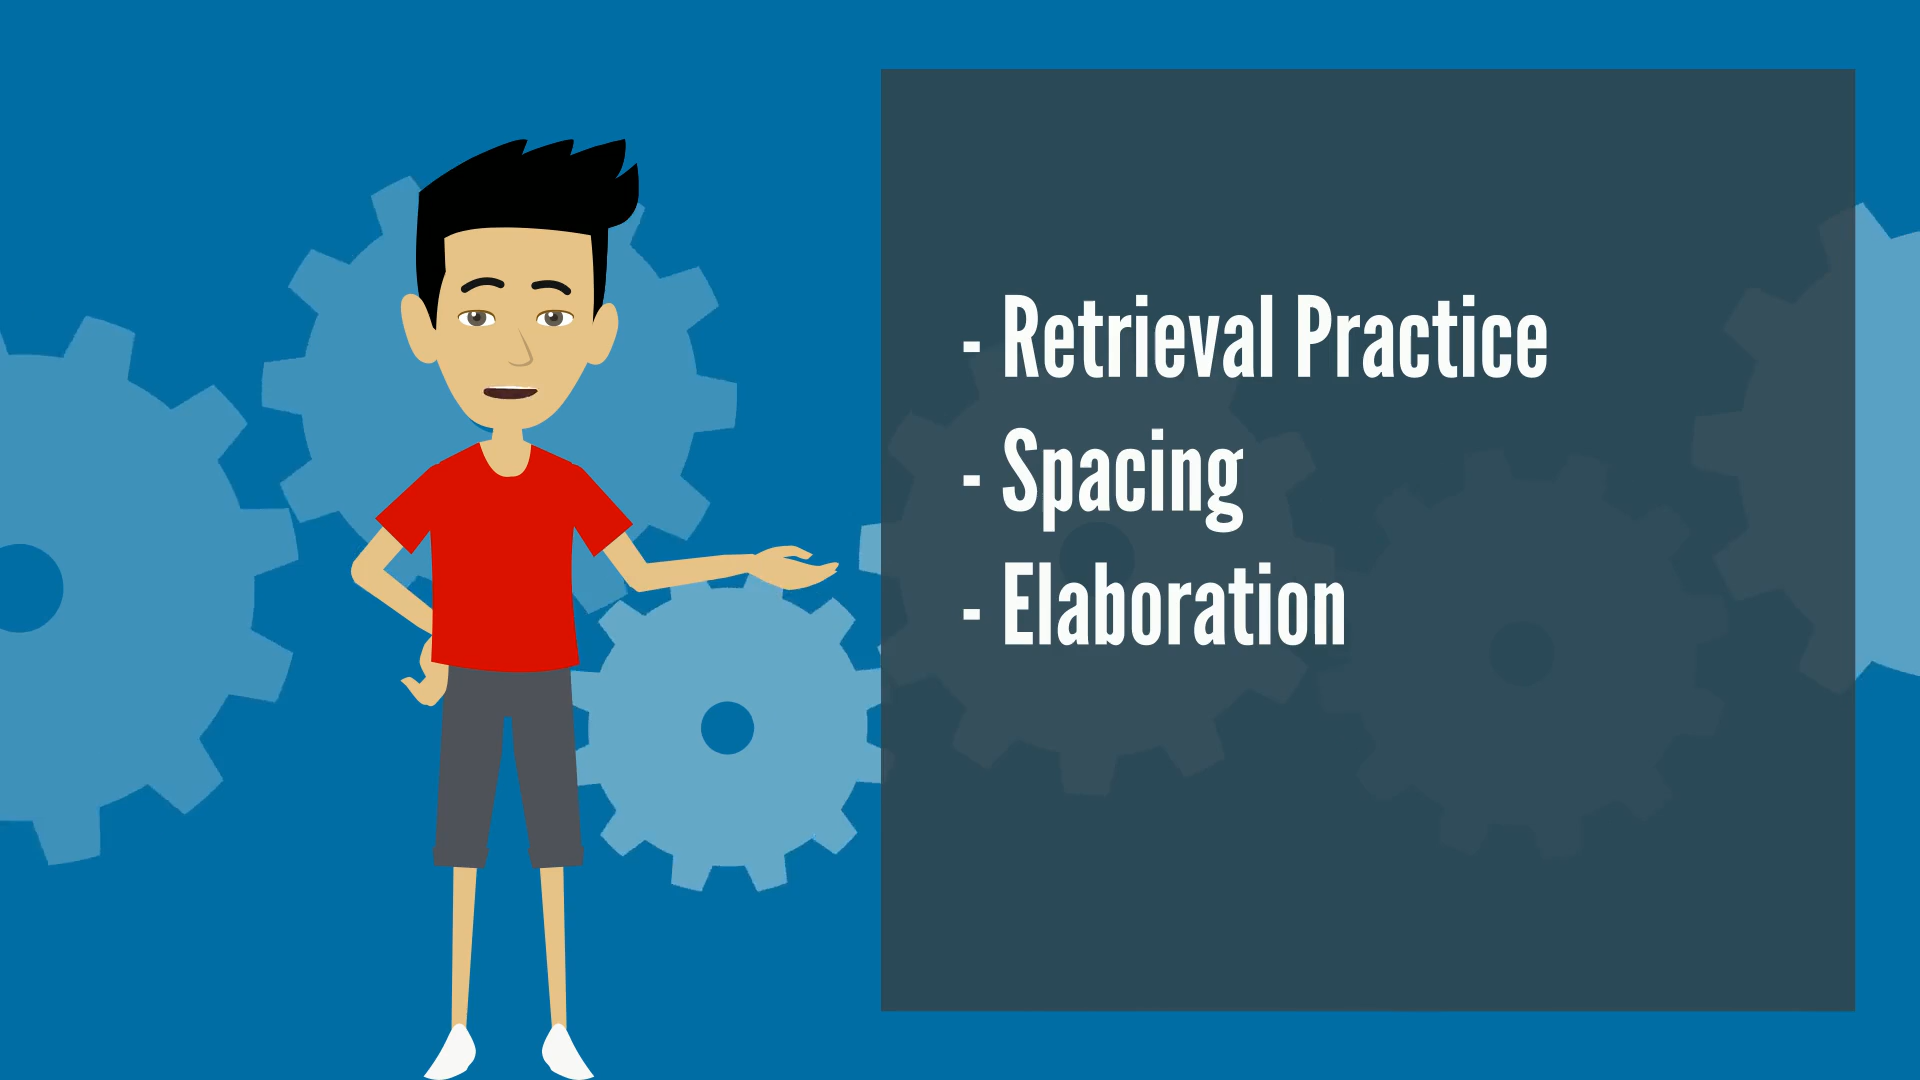 - Retrieval Practice
- Spacing
- Elaboration